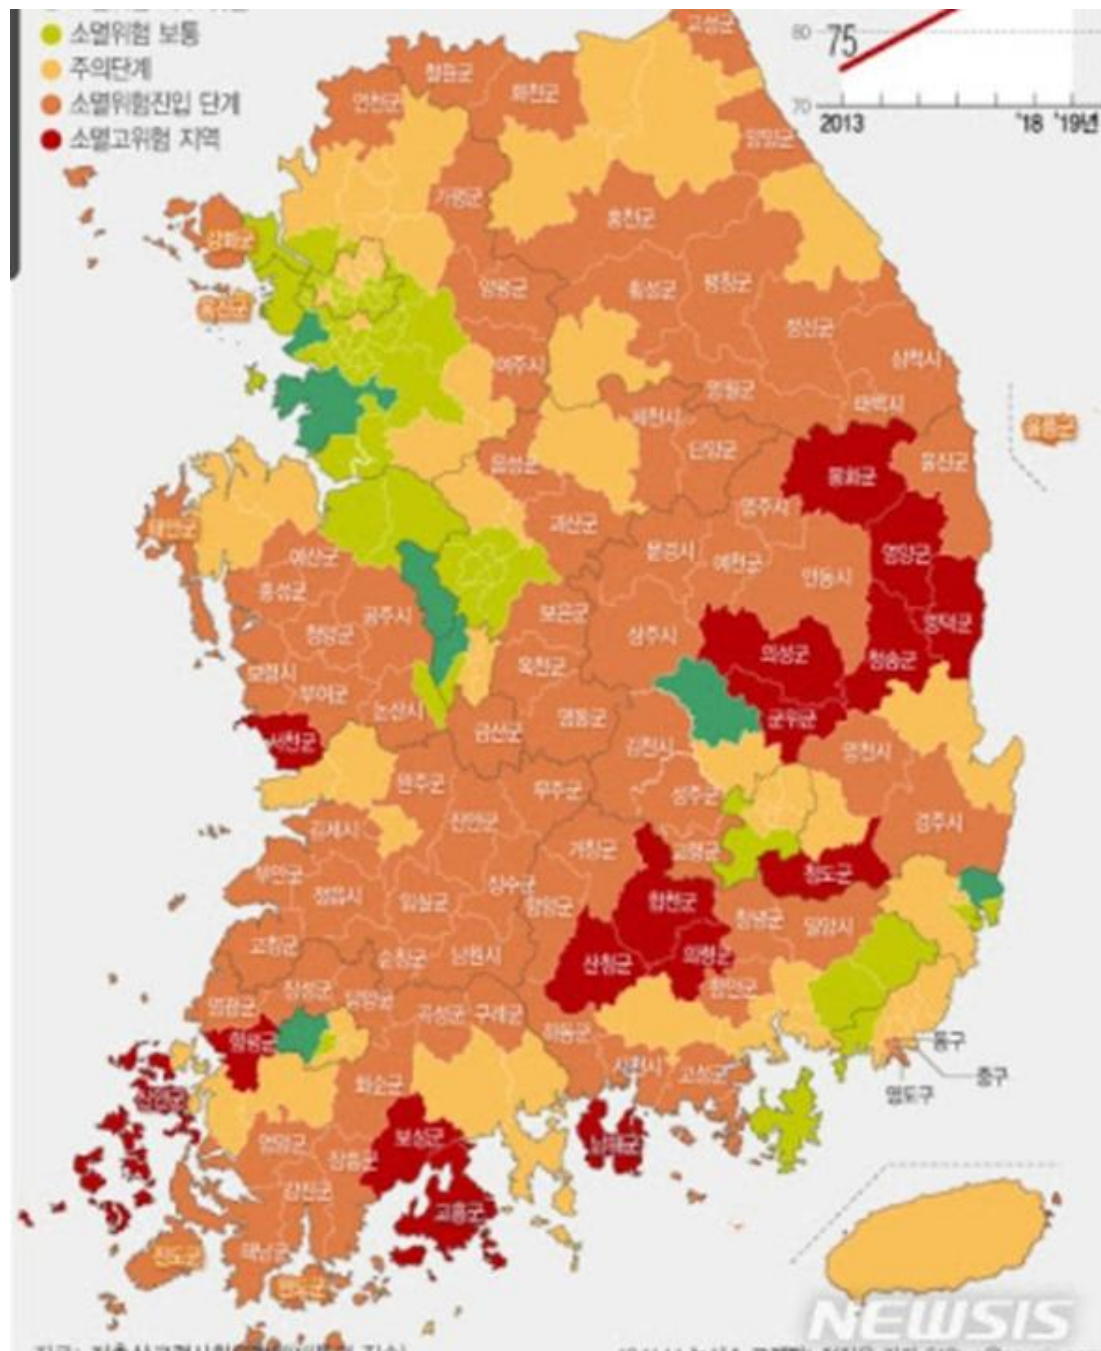 소멸위험 보통
주의단계
소멸위험진입 단계
소멸고위험 지역
80
75
70
2013
'18 '19년
고성군
철원군
화천군
연천군
양양군
가평군
홍천군
강화군
양평군
횡성군
평창군
옹진군
정선군
여주시
삼척시
영월군
태백시
제천시
울릉군
음성군
단양군
울진군
봉화군
영주시
태안군
괴산군
문경시
예천군
영양군
예산군
안동시
홍성군
공주시
보은군
영덕군
청양군
상주시
의성군
청송군
보령시
옥천군
부여군
논산시
영동군
군위군
서천군
금산군
김천시
영천시
완주군
무주군
성주군
김제시
진안군
경주시
거창군
고령군
부안군
청도군
정읍시
임실군
장수군
합천군
함양군
창녕군
밀양시
고창군
순창군
남원시
산청군
의령군
장성군
담양군
함안군
영광군
곡성군
구례군
함평군
하동군
동구
사천시
고성군
중구
화순군
영도구
신안군
보성군
남해군
영암군
장흥군
강진군
고흥군
진도군
해남군
완도군
NEWSIS